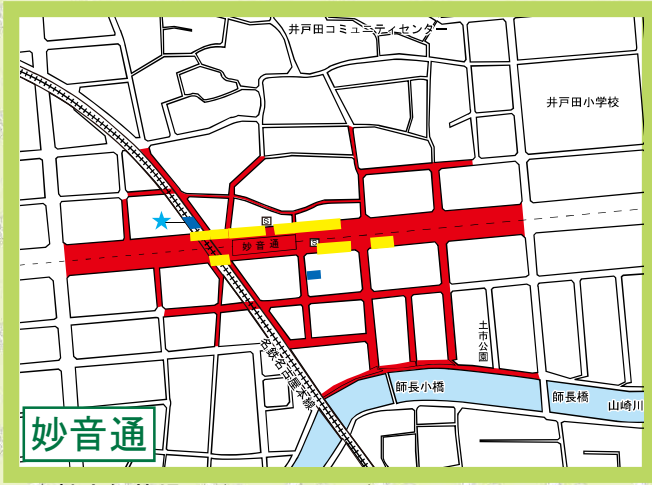 井戸田コミュニティセンター
井戸田小学校
妙音通
土市公園
名鉄名古屋本線
師長小橋
師長橋
山崎川
妙音通